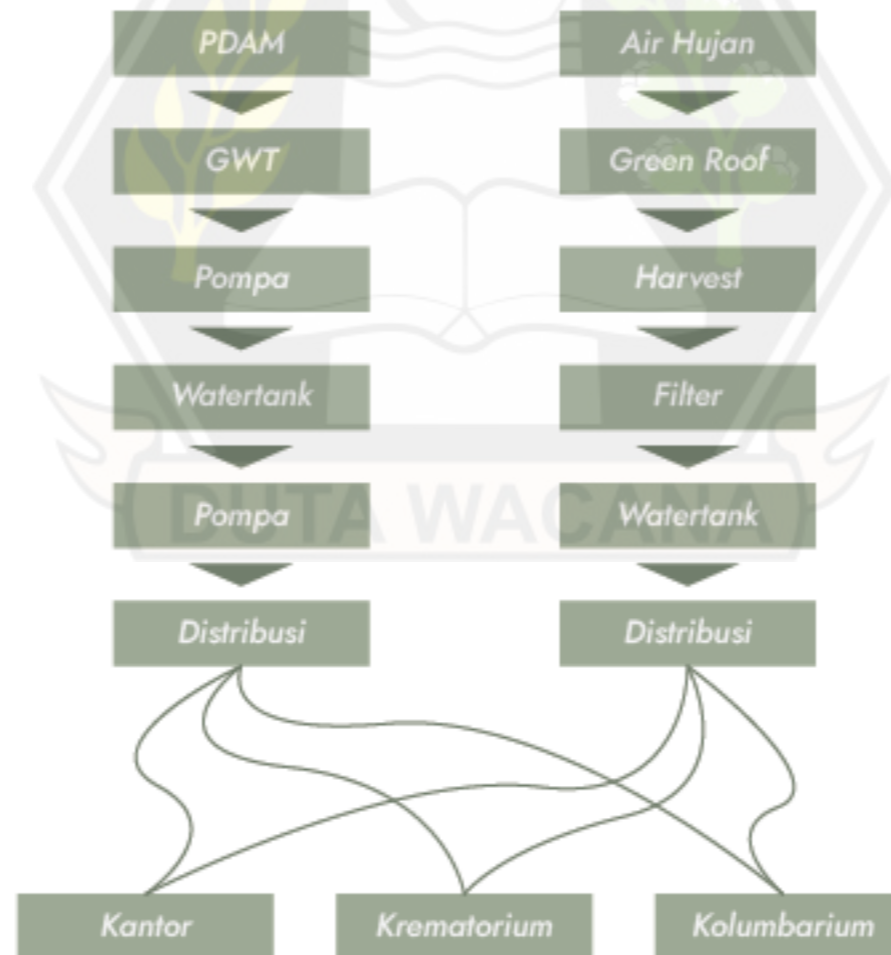 PDAM
Air Hujan
GWT
Green Roof
Pompa
Harvest
Watertank
Filter
Pompa
Watertank
DUTA WACANA
Distribusi
Distribusi
Kantor
Krematorium
Kolumbarium